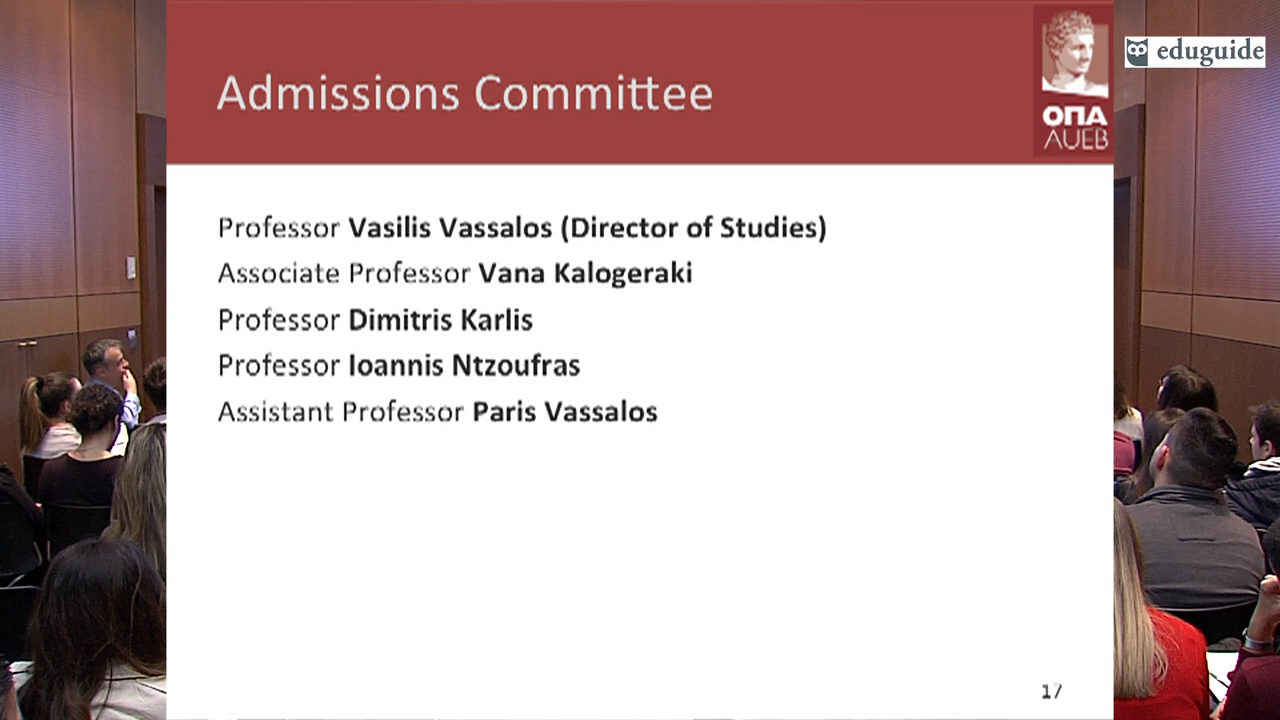 Admissions Committee
ΟΠΑ
AUEB
eduguide
Professor Vasilis Vassalos (Director of Studies)
Associate Professor Vana Kalogeraki
Professor Dimitris Karlis
Professor Ioannis Ntzoufras
Assistant Professor Paris Vassalos
17